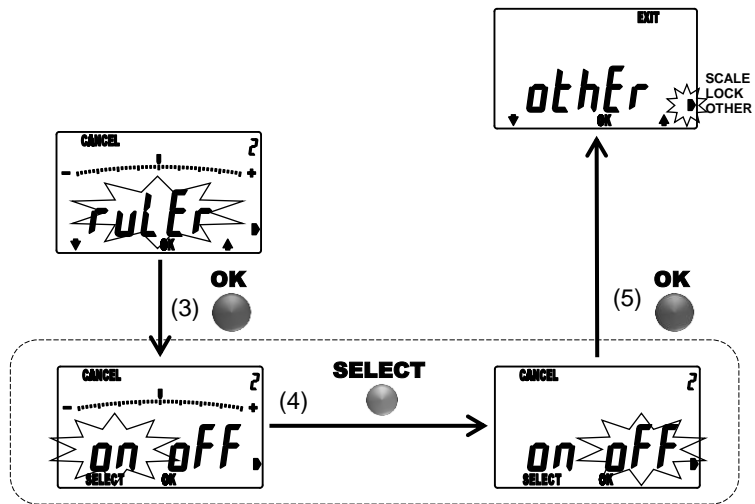 EXIT
othEr
OK
SCALE
LOCK
OTHER
CANCEL 2
- +
rulEr
OK
(3) OK
(5) OK
CANCEL 2
- +
on oFF
SELECT OK
(4) SELECT
CANCEL 2
on oFF
SELECT OK